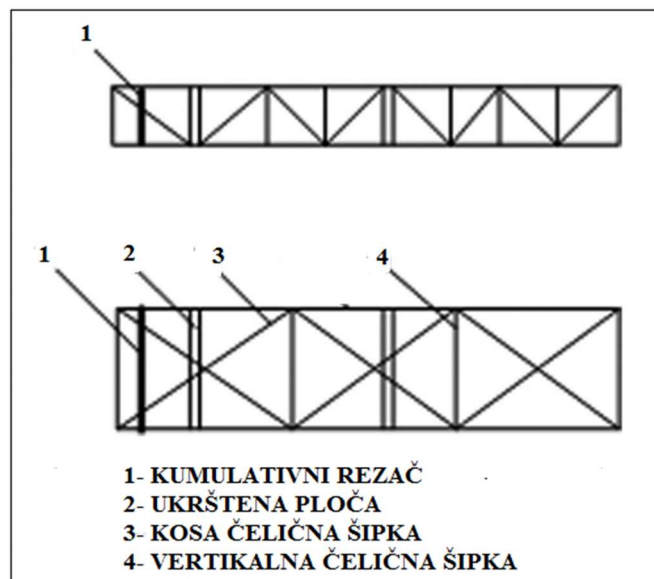 1
1 2 3 4
1- KUMULATIVNI REZAČ
2- UKRŠTENA PLOČA
3- KOSA ČELIČNA ŠIPKA
4- VERTIKALNA ČELIČNA ŠIPKA